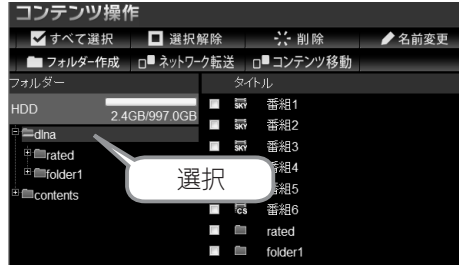 コンテンツ操作
すべて選択 選択解除 削除 名前変更
フォルダー作成 ネットワーク転送 コンテンツ移動
フォルダー タイトル
HDD 2.4GB/997.0GB
dlna
rated
folder1
contents
選択
SKY 番組1
SKY 番組2
SKY 番組3
番組4
番組5
CS 番組6
rated
folder1